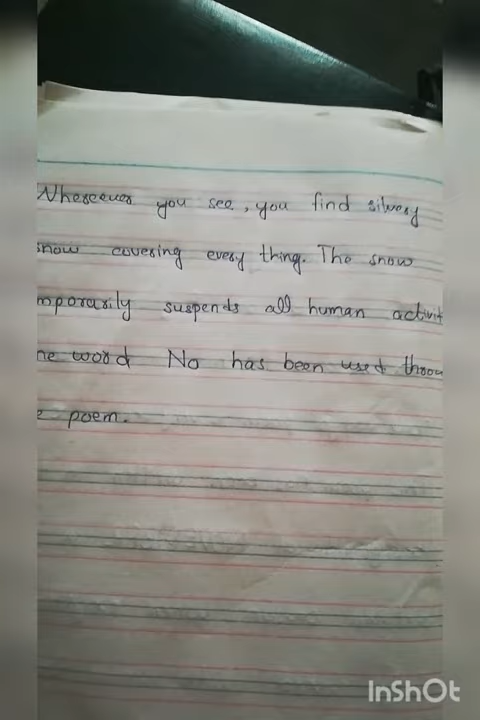 Wherever you see, you find silvery
snow covering every thing. The snow
mporarily suspends all human activit
he word No has been used throu
e poem.
InShOt